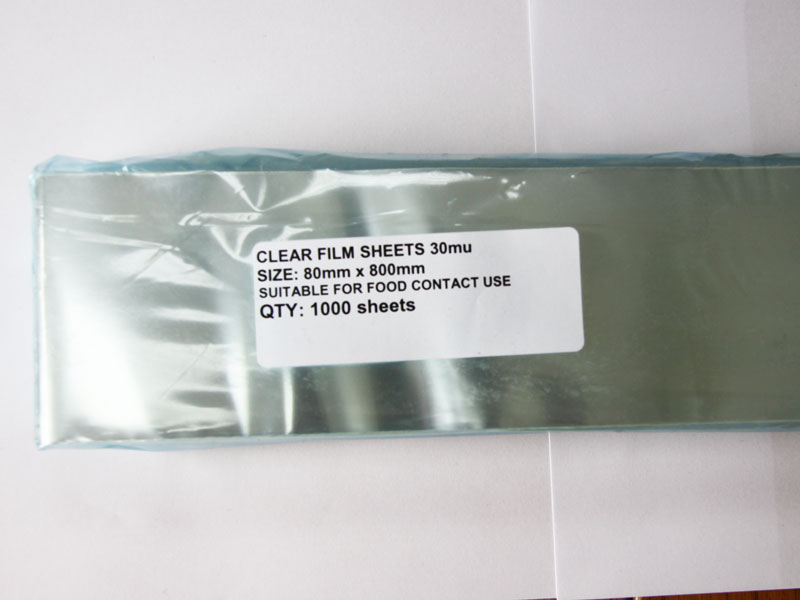 CLEAR FILM SHEETS 30mu
SIZE: 80mm x 800mm
SUITABLE FOR FOOD CONTACT USE
QTY: 1000 sheets